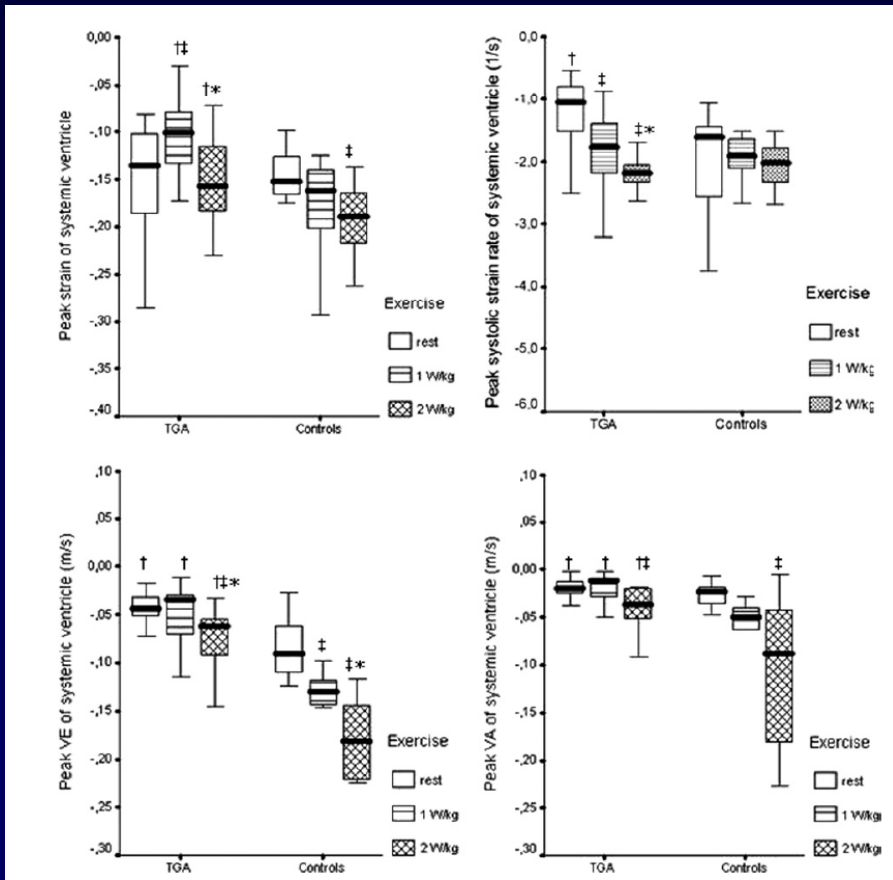 Peak strain of systemic ventricle
,00
-,05
-,10
-,15
-,20
-,25
-,30
-,35
-,40
†‡
†*
‡
Exercise
rest
1 W/kg
2 W/kg
TGA
Controls
Peak systolic strain rate of systemic ventricle (1/s)
0,0
-1.0
-2.0
-3.0
-4.0
-5.0
-6.0
†
‡
‡*
Exercise
rest
1 W/kg
2 W/kg
TGA
Controls
Peak VE of systemic ventricle (m/s)
,10
,05
,00
-,05
-,10
-,15
-,20
-,25
-,30
†
†
†‡*
‡
‡*
Exercise
rest
1 W/kg
2 W/kg
TGA
Controls
Peak VA of systemic ventricle (m/s)
,10
,05
,00
-,05
-,10
-,15
-,20
-,25
-,30
†
†
†‡
‡
Exercise
rest
1 W/kg
2 W/kg
TGA
Controls